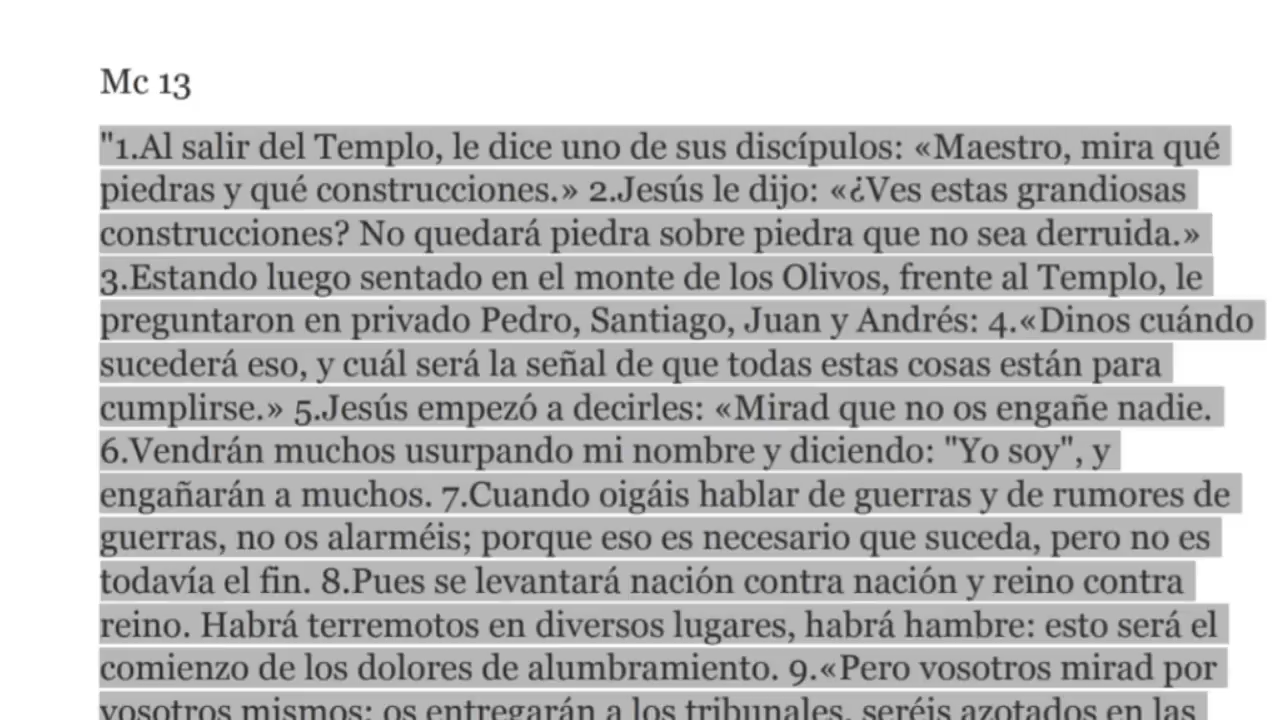 Mc 13
"1.Al salir del Templo, le dice uno de sus discípulos: «Maestro, mira qué
piedras y qué construcciones.» 2.Jesús le dijo: «¿Ves estas grandiosas
construcciones? No quedará piedra sobre piedra que no sea derruida.»
3.Estando luego sentado en el monte de los Olivos, frente al Templo, le
preguntaron en privado Pedro, Santiago, Juan y Andrés: 4.«Dinos cuándo
sucederá eso, y cuál será la señal de que todas estas cosas están para
cumplirse.» 5.Jesús empezó a decirles: «Mirad que no os engañe nadie.
6.Vendrán muchos usurpando mi nombre y diciendo: "Yo soy", y
engañarán a muchos. 7.Cuando oigáis hablar de guerras y de rumores de
guerras, no os alarméis; porque eso es necesario que suceda, pero no es
todavía el fin. 8.Pues se levantará nación contra nación y reino contra
reino. Habrá terremotos en diversos lugares, habrá hambre: esto será el
comienzo de los dolores de alumbramiento. 9.«Pero vosotros mirad por
vosotros mismos; os entregarán a los tribunales, seréis azotados en las